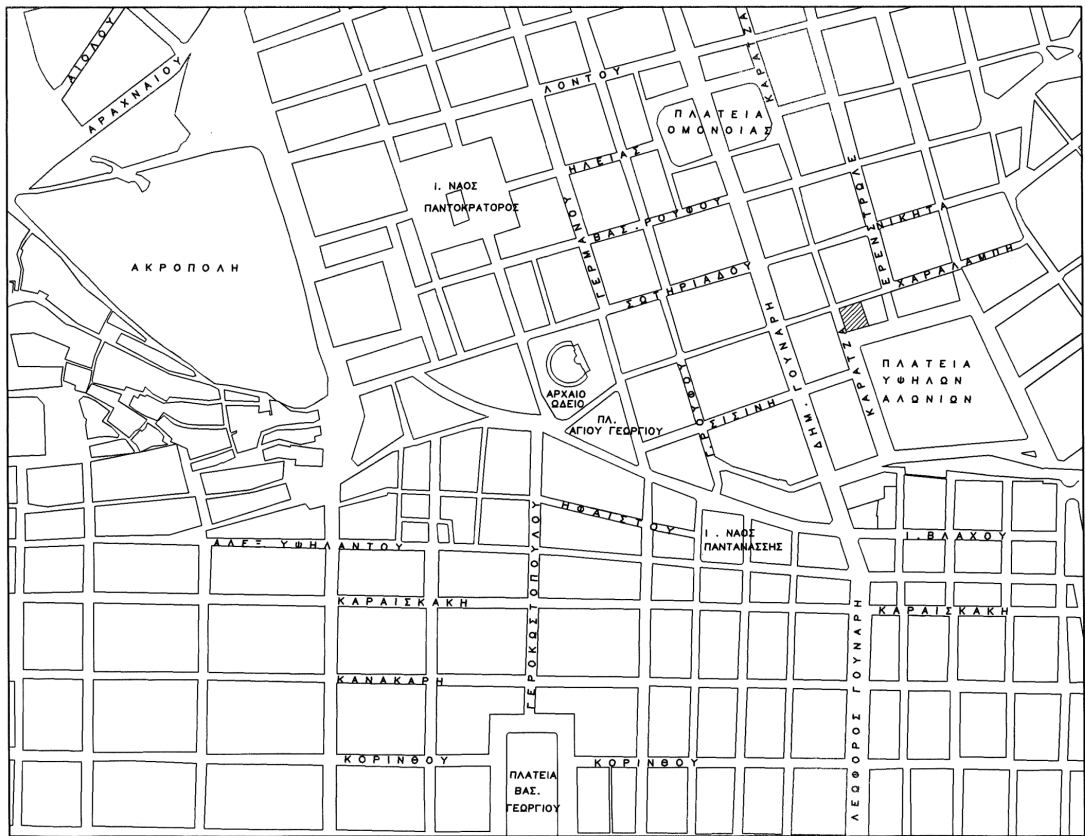 ΑΙΟΛΟΥ
ΑΡΑΧΝΑΙΟΥ
ΛΟΝΤΟΥ
ΚΑΡΑΤΖΑ
ΠΛΑΤΕΙΑ
ΟΜΟΝΟΙΑΣ
ΗΛΕΙΑΣ
Ι. ΝΑΟΣ
ΠΑΝΤΟΚΡΑΤΟΡΟΣ
ΓΕΡΜΑΝΟΥ
ΒΑΣ. ΡΟΥΦΟΥ
ΕΡΕΝΣΤΡΩΛΕ
ΝΙΚΗΤΑ
ΧΑΡΑΛΑΜΠΗ
ΑΚΡΟΠΟΛΗ
ΣΩΤΗΡΙΑΔΟΥ
ΔΗΜ. ΓΟΥΝΑΡΗ
ΚΑΡΑΤΖΑ
ΠΛΑΤΕΙΑ
ΥΨΗΛΩΝ
ΑΛΩΝΙΩΝ
ΑΡΧΑΙΟ
ΩΔΕΙΟ
ΠΛ.
ΑΓΙΟΥ ΓΕΩΡΓΙΟΥ
Γ. ΡΟΥΦΟΥ
ΣΙΣΙΝΗ
ΗΦΑΙΣΤΟΥ
Ι. ΝΑΟΣ
ΠΑΝΤΑΝΑΣΣΗΣ
Ι. ΒΛΑΧΟΥ
ΑΛΕΞ ΥΨΗΛΑΝΤΟΥ
ΓΕΡΟΚΩΣΤΟΠΟΥΛΟΥ
ΚΑΡΑΙΣΚΑΚΗ
ΚΑΡΑΙΣΚΑΚΗ
ΚΑΝΑΚΑΡΗ
ΛΕΩΦΟΡΟΣ ΓΟΥΝΑΡΗ
ΚΟΡΙΝΘΟΥ
ΚΟΡΙΝΘΟΥ
ΠΛΑΤΕΙΑ
ΒΑΣ.
ΓΕΩΡΓΙΟΥ